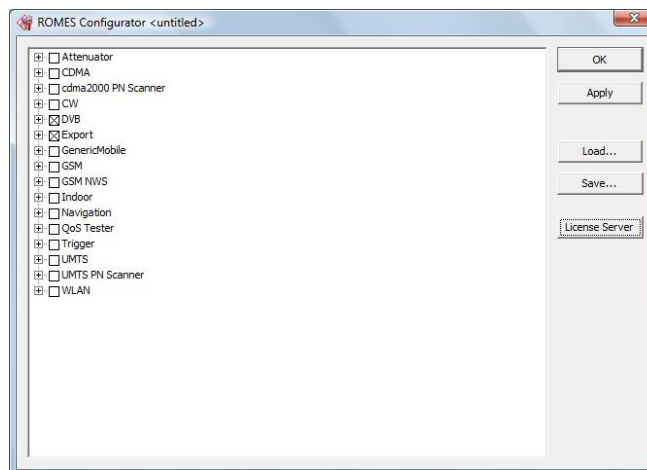 ROMES Configurator <untitled>
Attenuator
CDMA
cdma2000 PN Scanner
CW
DVB
Export
GenericMobile
GSM
GSM NWS
Indoor
Navigation
QoS Tester
Trigger
UMTS
UMTS PN Scanner
WLAN
OK
Apply
Load...
Save...
License Server